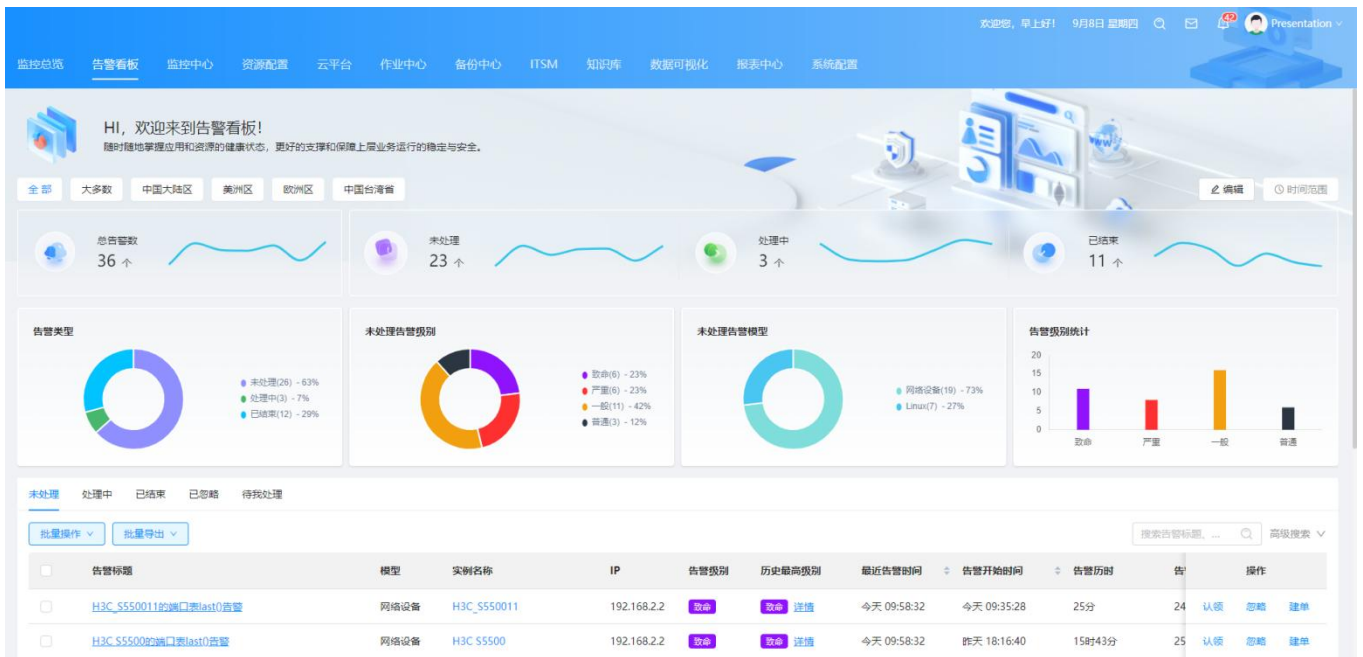 欢迎您，早上好! 9月8日 星期四 42 Presentation
监控总览 告警看板 监控中心 资源配置 云平台 作业中心 备份中心 ITSM 知识库 数据可视化 报表中心 系统配置
HI，欢迎来到告警看板!
随时随地掌握应用和资源的健康状态，更好的支撑和保障上层业务运行的稳定与安全。
WWW
全部 大多数 中国大陆区 美洲区 欧洲区 中国台湾省 编辑 时间范围
总告警数 未处理 处理中 已结束
36 个 23 个 3 个 11 个
告警类型
未处理(26) - 63%
处理中(3) - 7%
已结束(12) - 29%
未处理告警级别
致命(6) - 23%
严重(6) - 23%
一般(11) - 42%
普通(3) - 12%
未处理告警模型
网络设备(19) - 73%
Linux(7) - 27%
告警级别统计
20
15
10
5
0
致命 严重 一般 普通
未处理 处理中 已结束 已忽略 待我处理
批量操作 批量导出 搜索告警标题, ... 高级搜索
告警标题 模型 实例名称 IP 告警级别 历史最高级别 最近告警时间 告警开始时间 告警历时 告 操作
H3C_S550011的端口表last()告警 网络设备 H3C_S550011 192.168.2.2 致命 致命 详情 今天 09:58:32 今天 09:35:28 25分 24 认领 忽略 建单
H3C S5500的端口表last()告警 网络设备 H3C S5500 192.168.2.2 致命 致命 详情 今天 09:58:32 昨天 18:16:40 15时43分 25 认领 忽略 建单